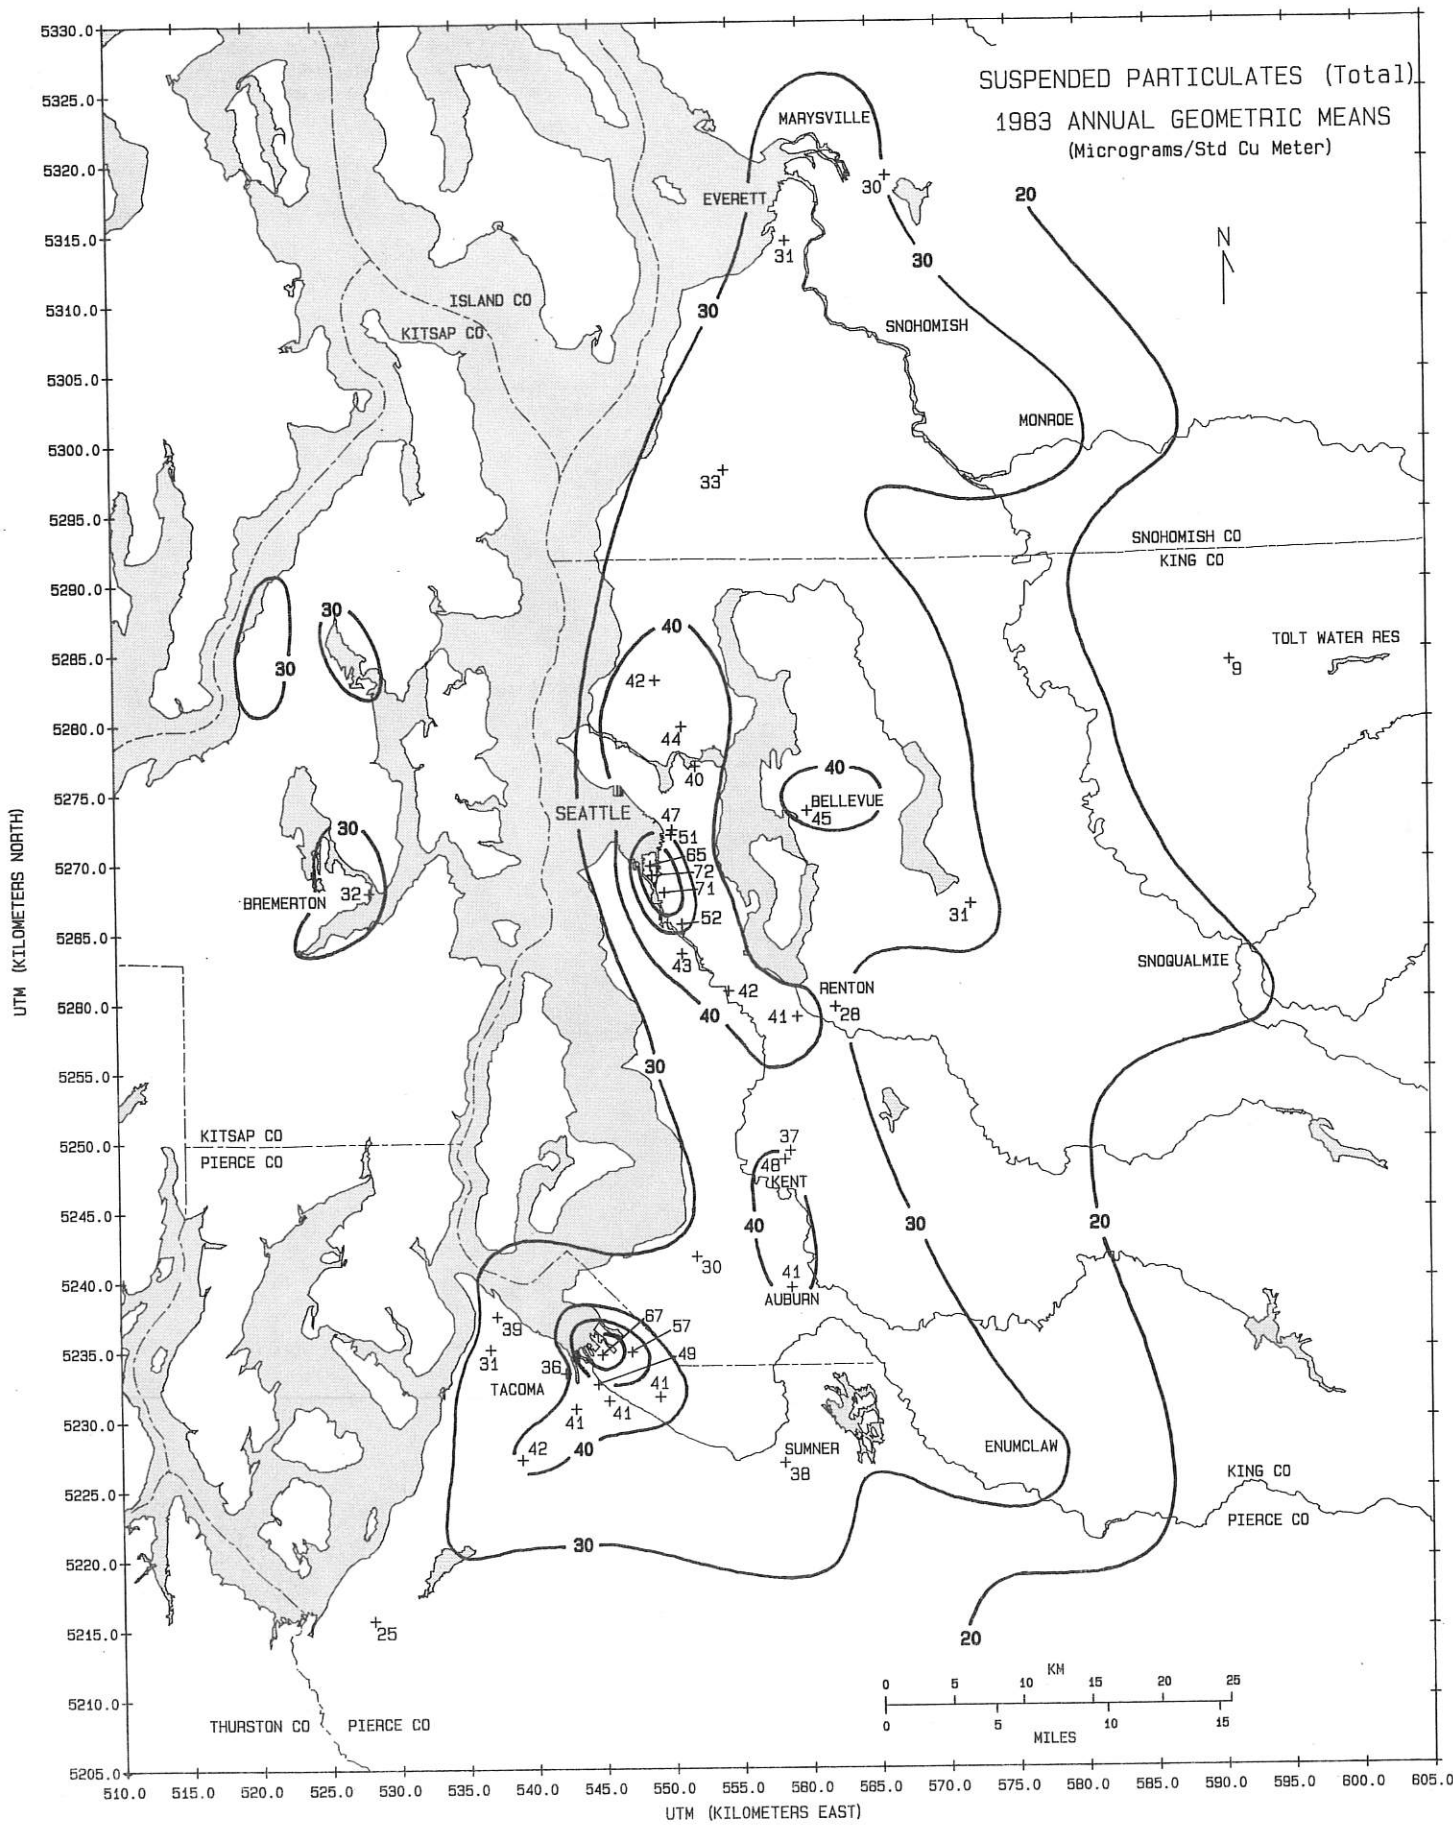 SUSPENDED PARTICULATES (Total)
1983 ANNUAL GEOMETRIC MEANS
(Micrograms/Std Cu Meter)
N
UTM (KILOMETERS NORTH)
5330.0
5325.0
5320.0
5315.0
5310.0
5305.0
5300.0
5295.0
5290.0
5285.0
5280.0
5275.0
5270.0
5265.0
5280.0
5255.0
5250.0
5245.0
5240.0
5235.0
5230.0
5225.0
5220.0
5215.0
5210.0
5205.0
MARYSVILLE
30
20
EVERETT
31
30
ISLAND CO
30
KITSAP CO
SNOHOMISH
MONROE
33
SNOHOMISH CO
KING CO
30
40
TOLT WATER RES
30
42
9
44
40
40
SEATTLE
BELLEVUE
47
45
30
51
65
72
BREMERTON
32
71
52
31
43
SNOQUALMIE
RENTON
42
40
41
28
30
KITSAP CO
PIERCE CO
37
48
KENT
40
30
20
30
41
AUBURN
39
67
57
31
36
49
TACOMA
41
41
41
42
40
SUMNER
38
ENUMCLAW
KING CO
PIERCE CO
30
25
20
KM
0 5 10 15 20 25
0 5 10 15
MILES
THURSTON CO
PIERCE CO
510.0 515.0 520.0 525.0 530.0 535.0 540.0 545.0 550.0 555.0 560.0 565.0 570.0 575.0 580.0 585.0 590.0 595.0 600.0 605.0
UTM (KILOMETERS EAST)